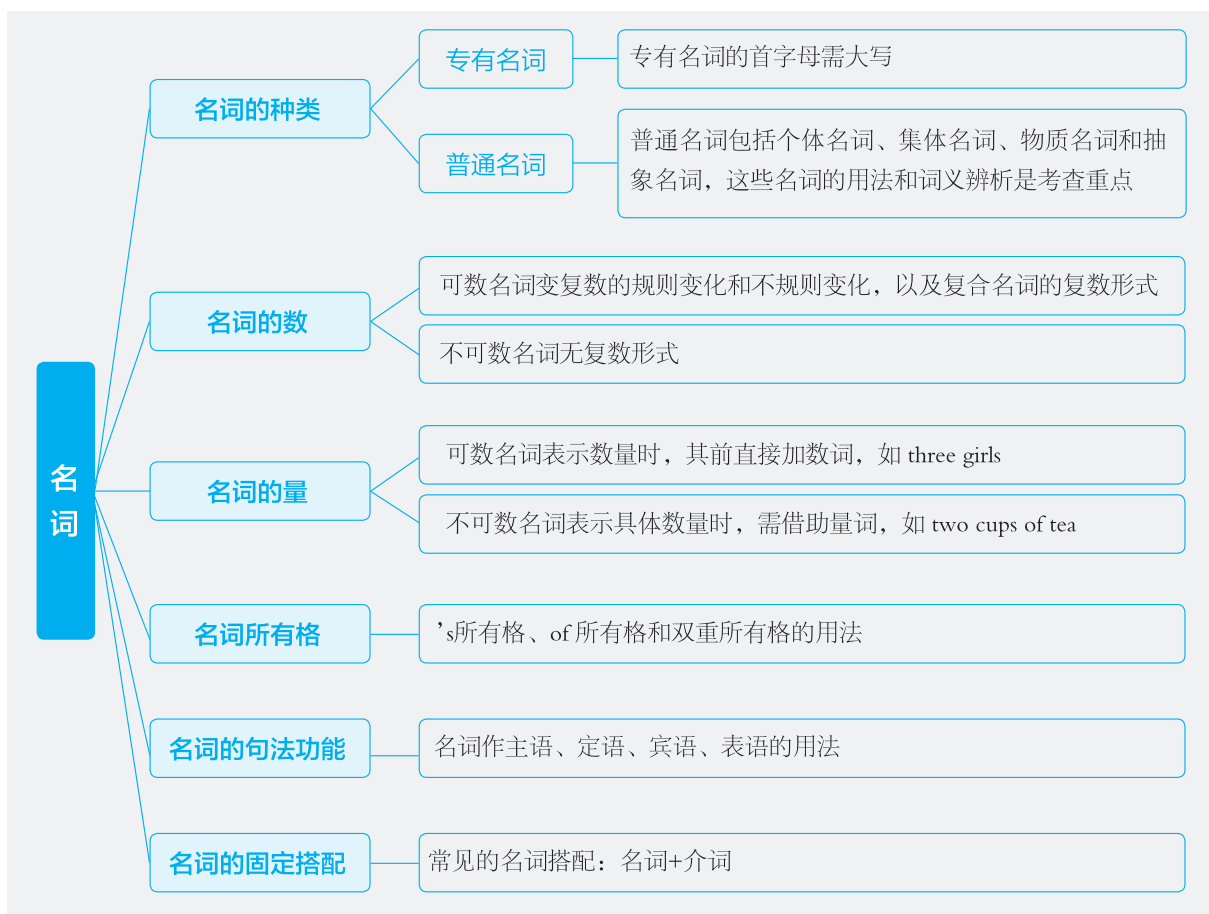 名词
名词的种类
专有名词
专有名词的首字母需大写
普通名词
普通名词包括个体名词、集体名词、物质名词和抽
象名词，这些名词的用法和词义辨析是考查重点
名词的数
可数名词变复数的规则变化和不规则变化，以及复合名词的复数形式
不可数名词无复数形式
名词的量
可数名词表示数量时，其前直接加数词，如 three girls
不可数名词表示具体数量时，需借助量词，如 two cups of tea
名词所有格
’s所有格、of 所有格和双重所有格的用法
名词的句法功能
名词作主语、定语、宾语、表语的用法
名词的固定搭配
常见的名词搭配：名词+介词